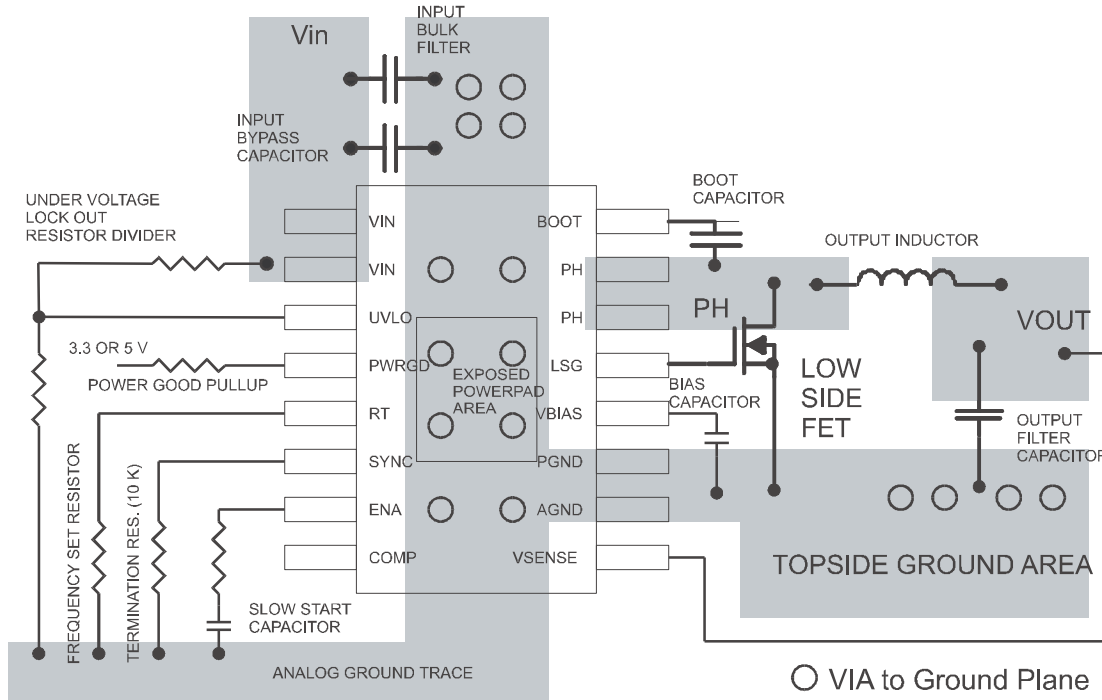 Vin
INPUT
BULK
FILTER
INPUT
BYPASS
CAPACITOR
UNDER VOLTAGE
LOCK OUT
RESISTOR DIVIDER
BOOT
CAPACITOR
OUTPUT INDUCTOR
VIN
BOOT
VIN
PH
UVLO
PH
PH
VOUT
3.3 OR 5 V
POWER GOOD PULLUP
PWRGD
LSG
EXPOSED
POWERPAD
AREA
BIAS
CAPACITOR
LOW
SIDE
FET
RT
VBIAS
OUTPUT
FILTER
CAPACITOR
SYNC
PGND
ENA
AGND
COMP
VSENSE
FREQUENCY SET RESISTOR
TERMINATION RES. (10 K)
SLOW START
CAPACITOR
TOPSIDE GROUND AREA
ANALOG GROUND TRACE
VIA to Ground Plane